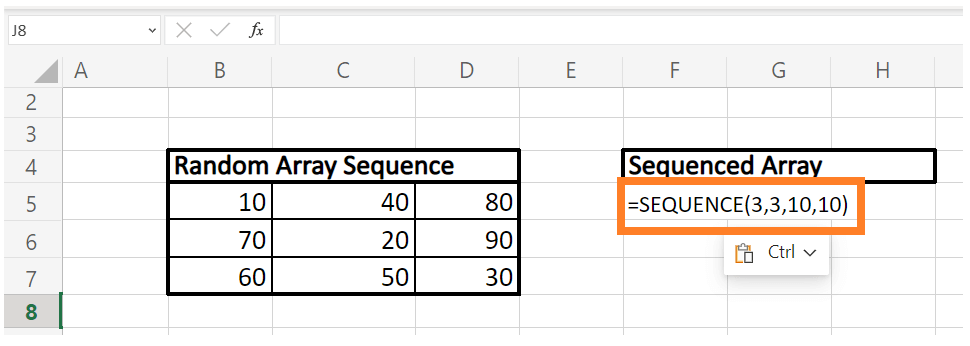 J8
fx
A B C D E F G H
2
3
4 Random Array Sequence Sequenced Array
5 10 40 80 =SEQUENCE(3,3,10,10)
6 70 20 90 Ctrl
7 60 50 30
8